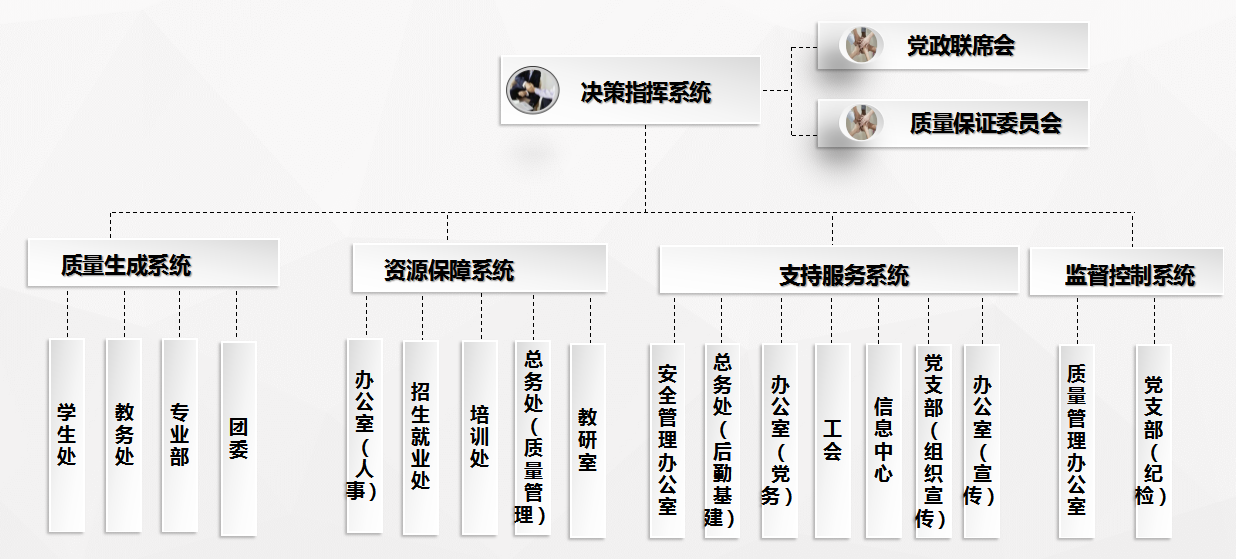 党政联席会
决策指挥系统
质量保证委员会
质量生成系统
资源保障系统
支持服务系统
监督控制系统
学生处
教务处
专业部
团委
办公室（人事）
招生就业处
培训处
总务处（质量管理）
教研室
安全管理办公室
总务处（后勤基建）
办公室（党务）
工会
信息中心
党支部（组织宣传）
办公室（宣传）
质量管理办公室
党支部（纪检）